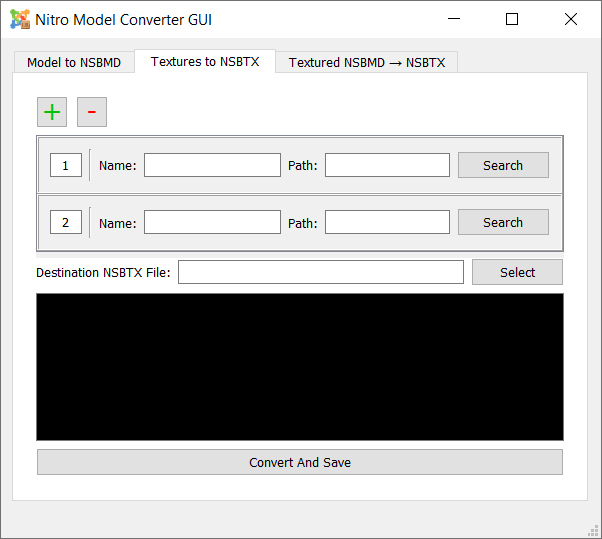 Nitro Model Converter GUI
Model to NSBMD Textures to NSBTX Textured NSBMD → NSBTX
+ -
1 Name: Path: Search
2 Name: Path: Search
Destination NSBTX File: Select
Convert And Save